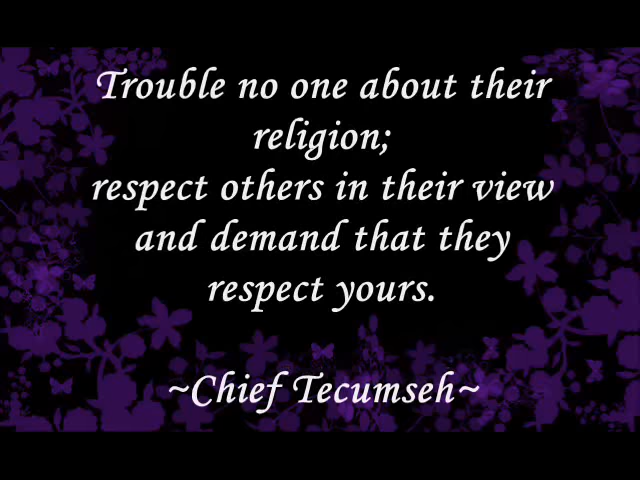 Trouble no one about their
religion;
respect others in their view
and demand that they
respect yours.
~Chief Tecumseh~